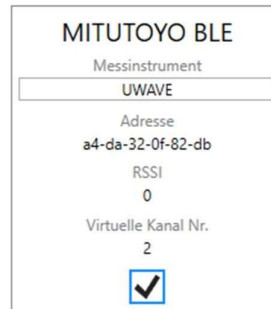 MITUTOYO BLE
Messinstrument
UWAVE
Adresse
a4-da-32-0f-82-db
RSSI
0
Virtuelle Kanal Nr.
2